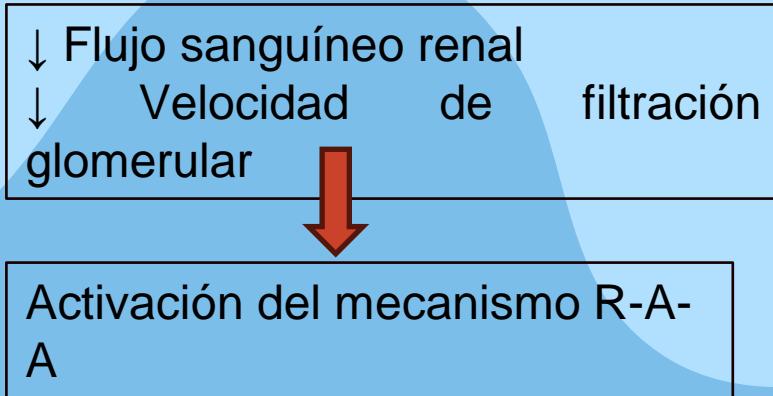 ↓ Flujo sanguíneo renal
↓ Velocidad de filtración
glomerular
Activación del mecanismo R-A-
A